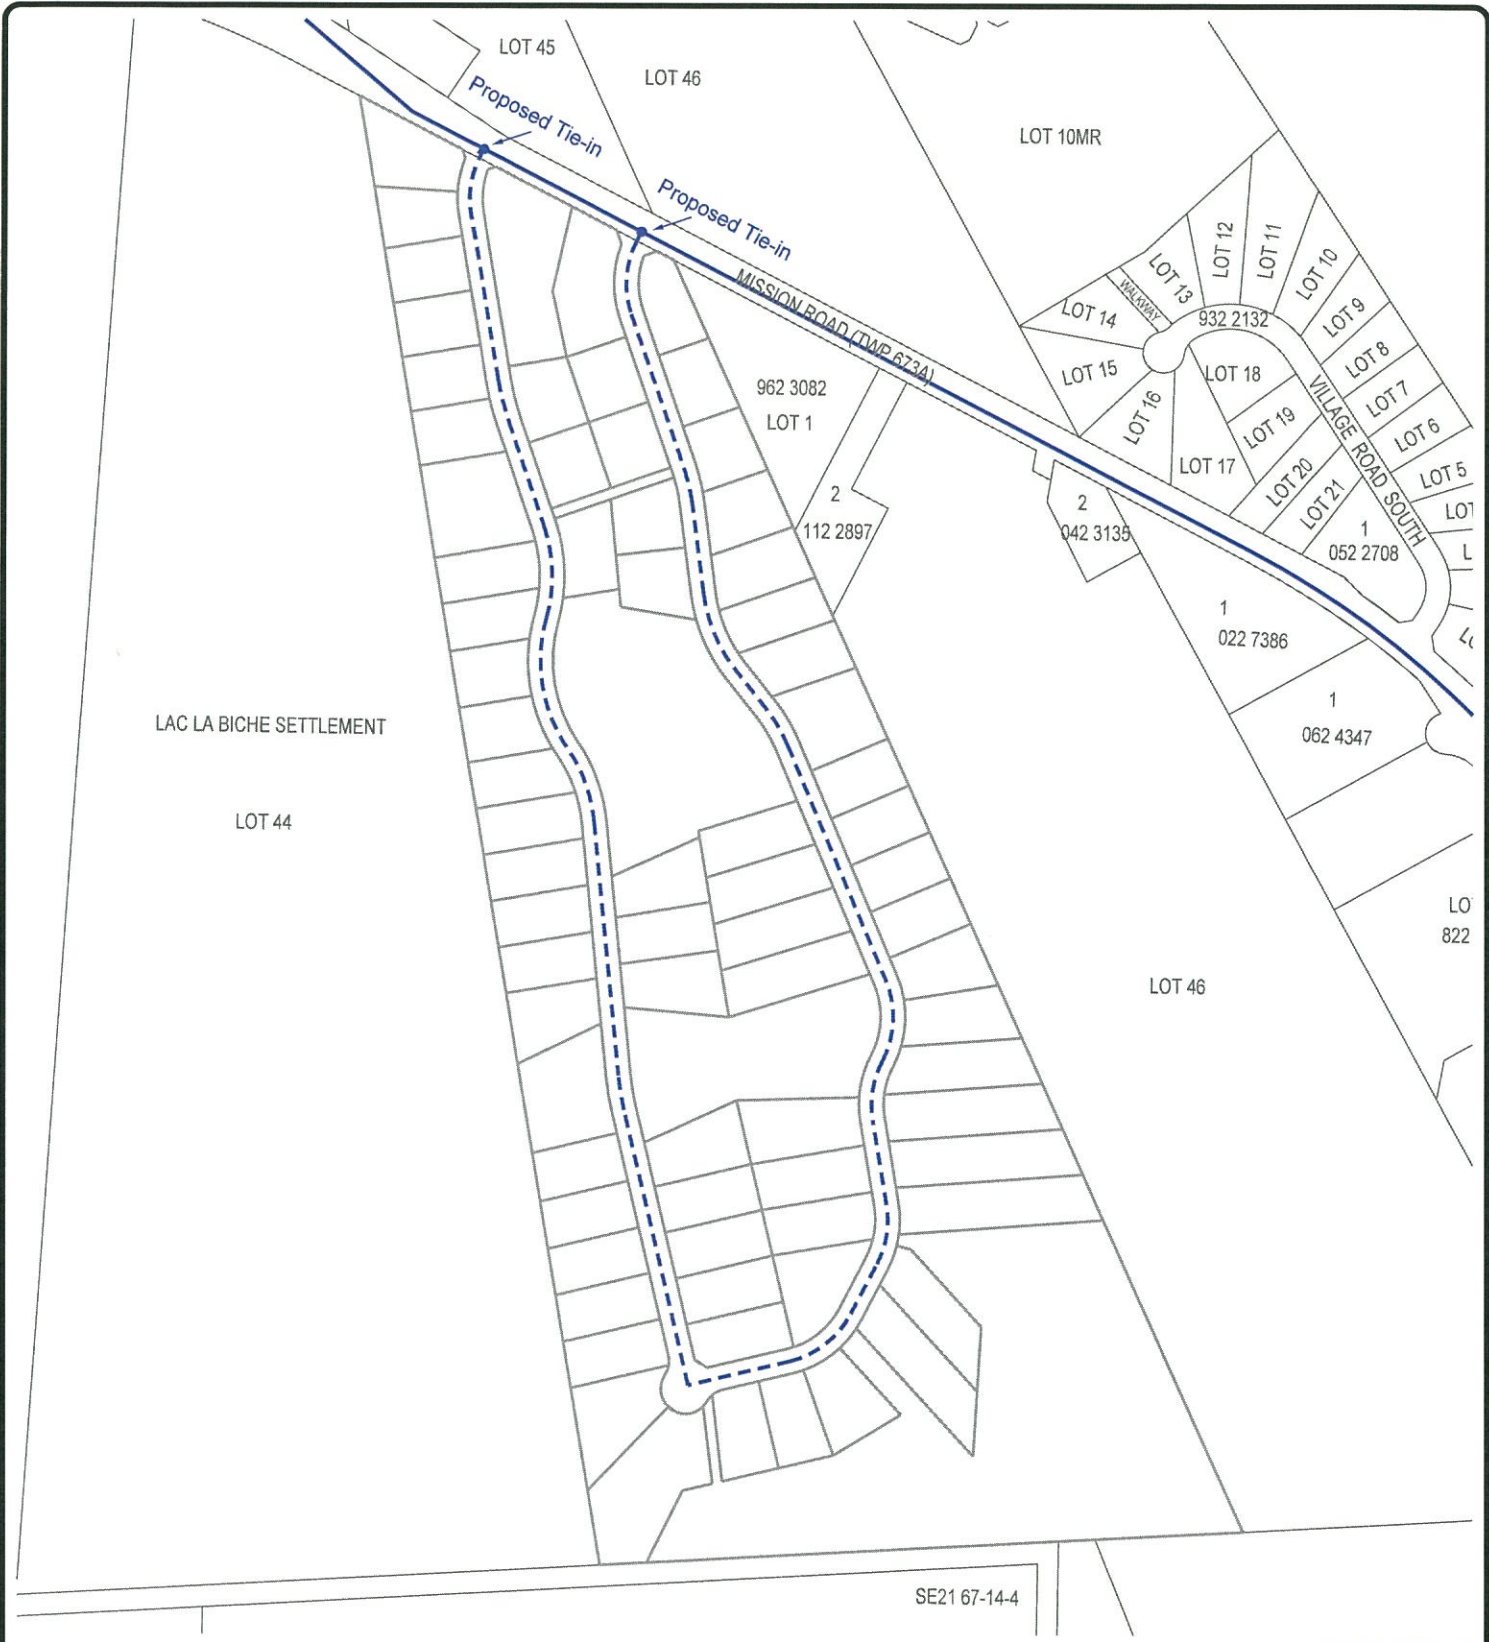 LOT 45
LOT 46
Proposed Tie-in
LOT 10MR
Proposed Tie-in
LOT 12
LOT 11
LOT 10
LOT 13
WALKWAY
LOT 14
932 2132
LOT 9
MISSION ROAD (TWP 673A)
LOT 8
LOT 15
LOT 18
LOT 7
962 3082
LOT 1
LOT 16
LOT 19
VILLAGE ROAD SOUTH
LOT 6
LOT 17
LOT 20
LOT 5
2
112 2897
2
042 3135
LOT 21
LOT
1
052 2708
L
1
022 7386
1
062 4347
LAC LA BICHE SETTLEMENT
LOT 44
LO
822
LOT 46
SE21 67-14-4